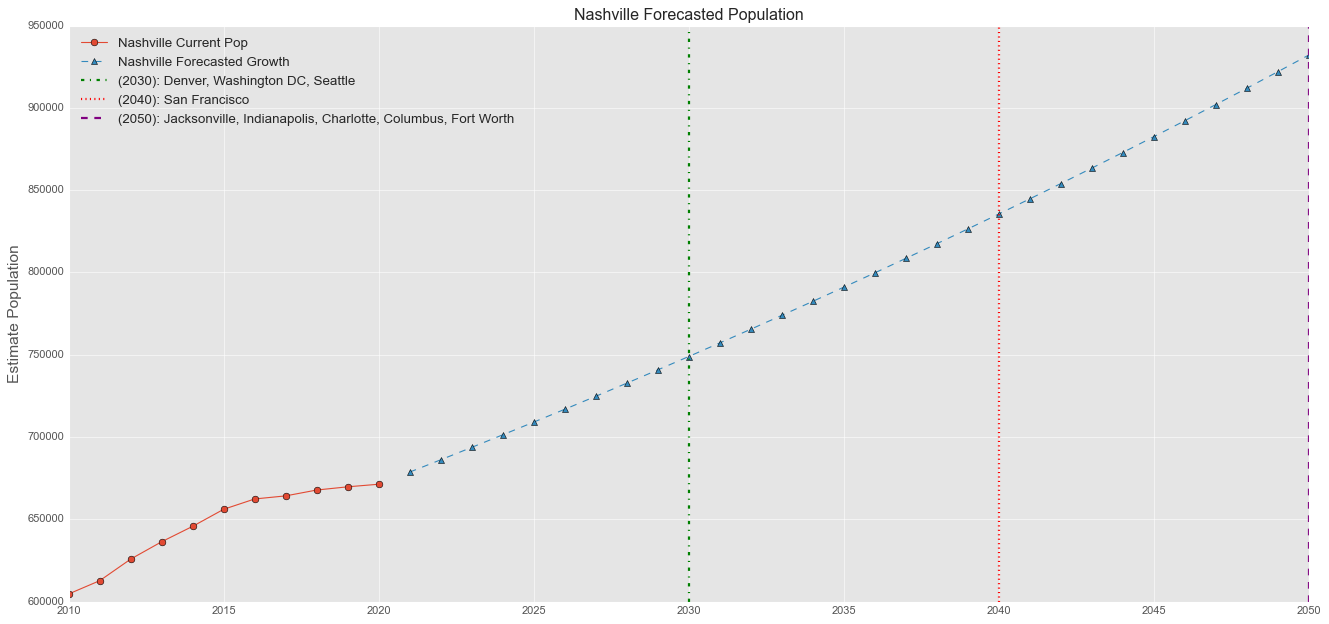 Nashville Forecasted Population
950000
Nashville Current Pop
Nashville Forecasted Growth
(2030): Denver, Washington DC, Seattle
(2040): San Francisco
(2050): Jacksonville, Indianapolis, Charlotte, Columbus, Fort Worth
900000
850000
800000
750000
700000
650000
600000
Estimate Population
2010 2015 2020 2025 2030 2035 2040 2045 2050